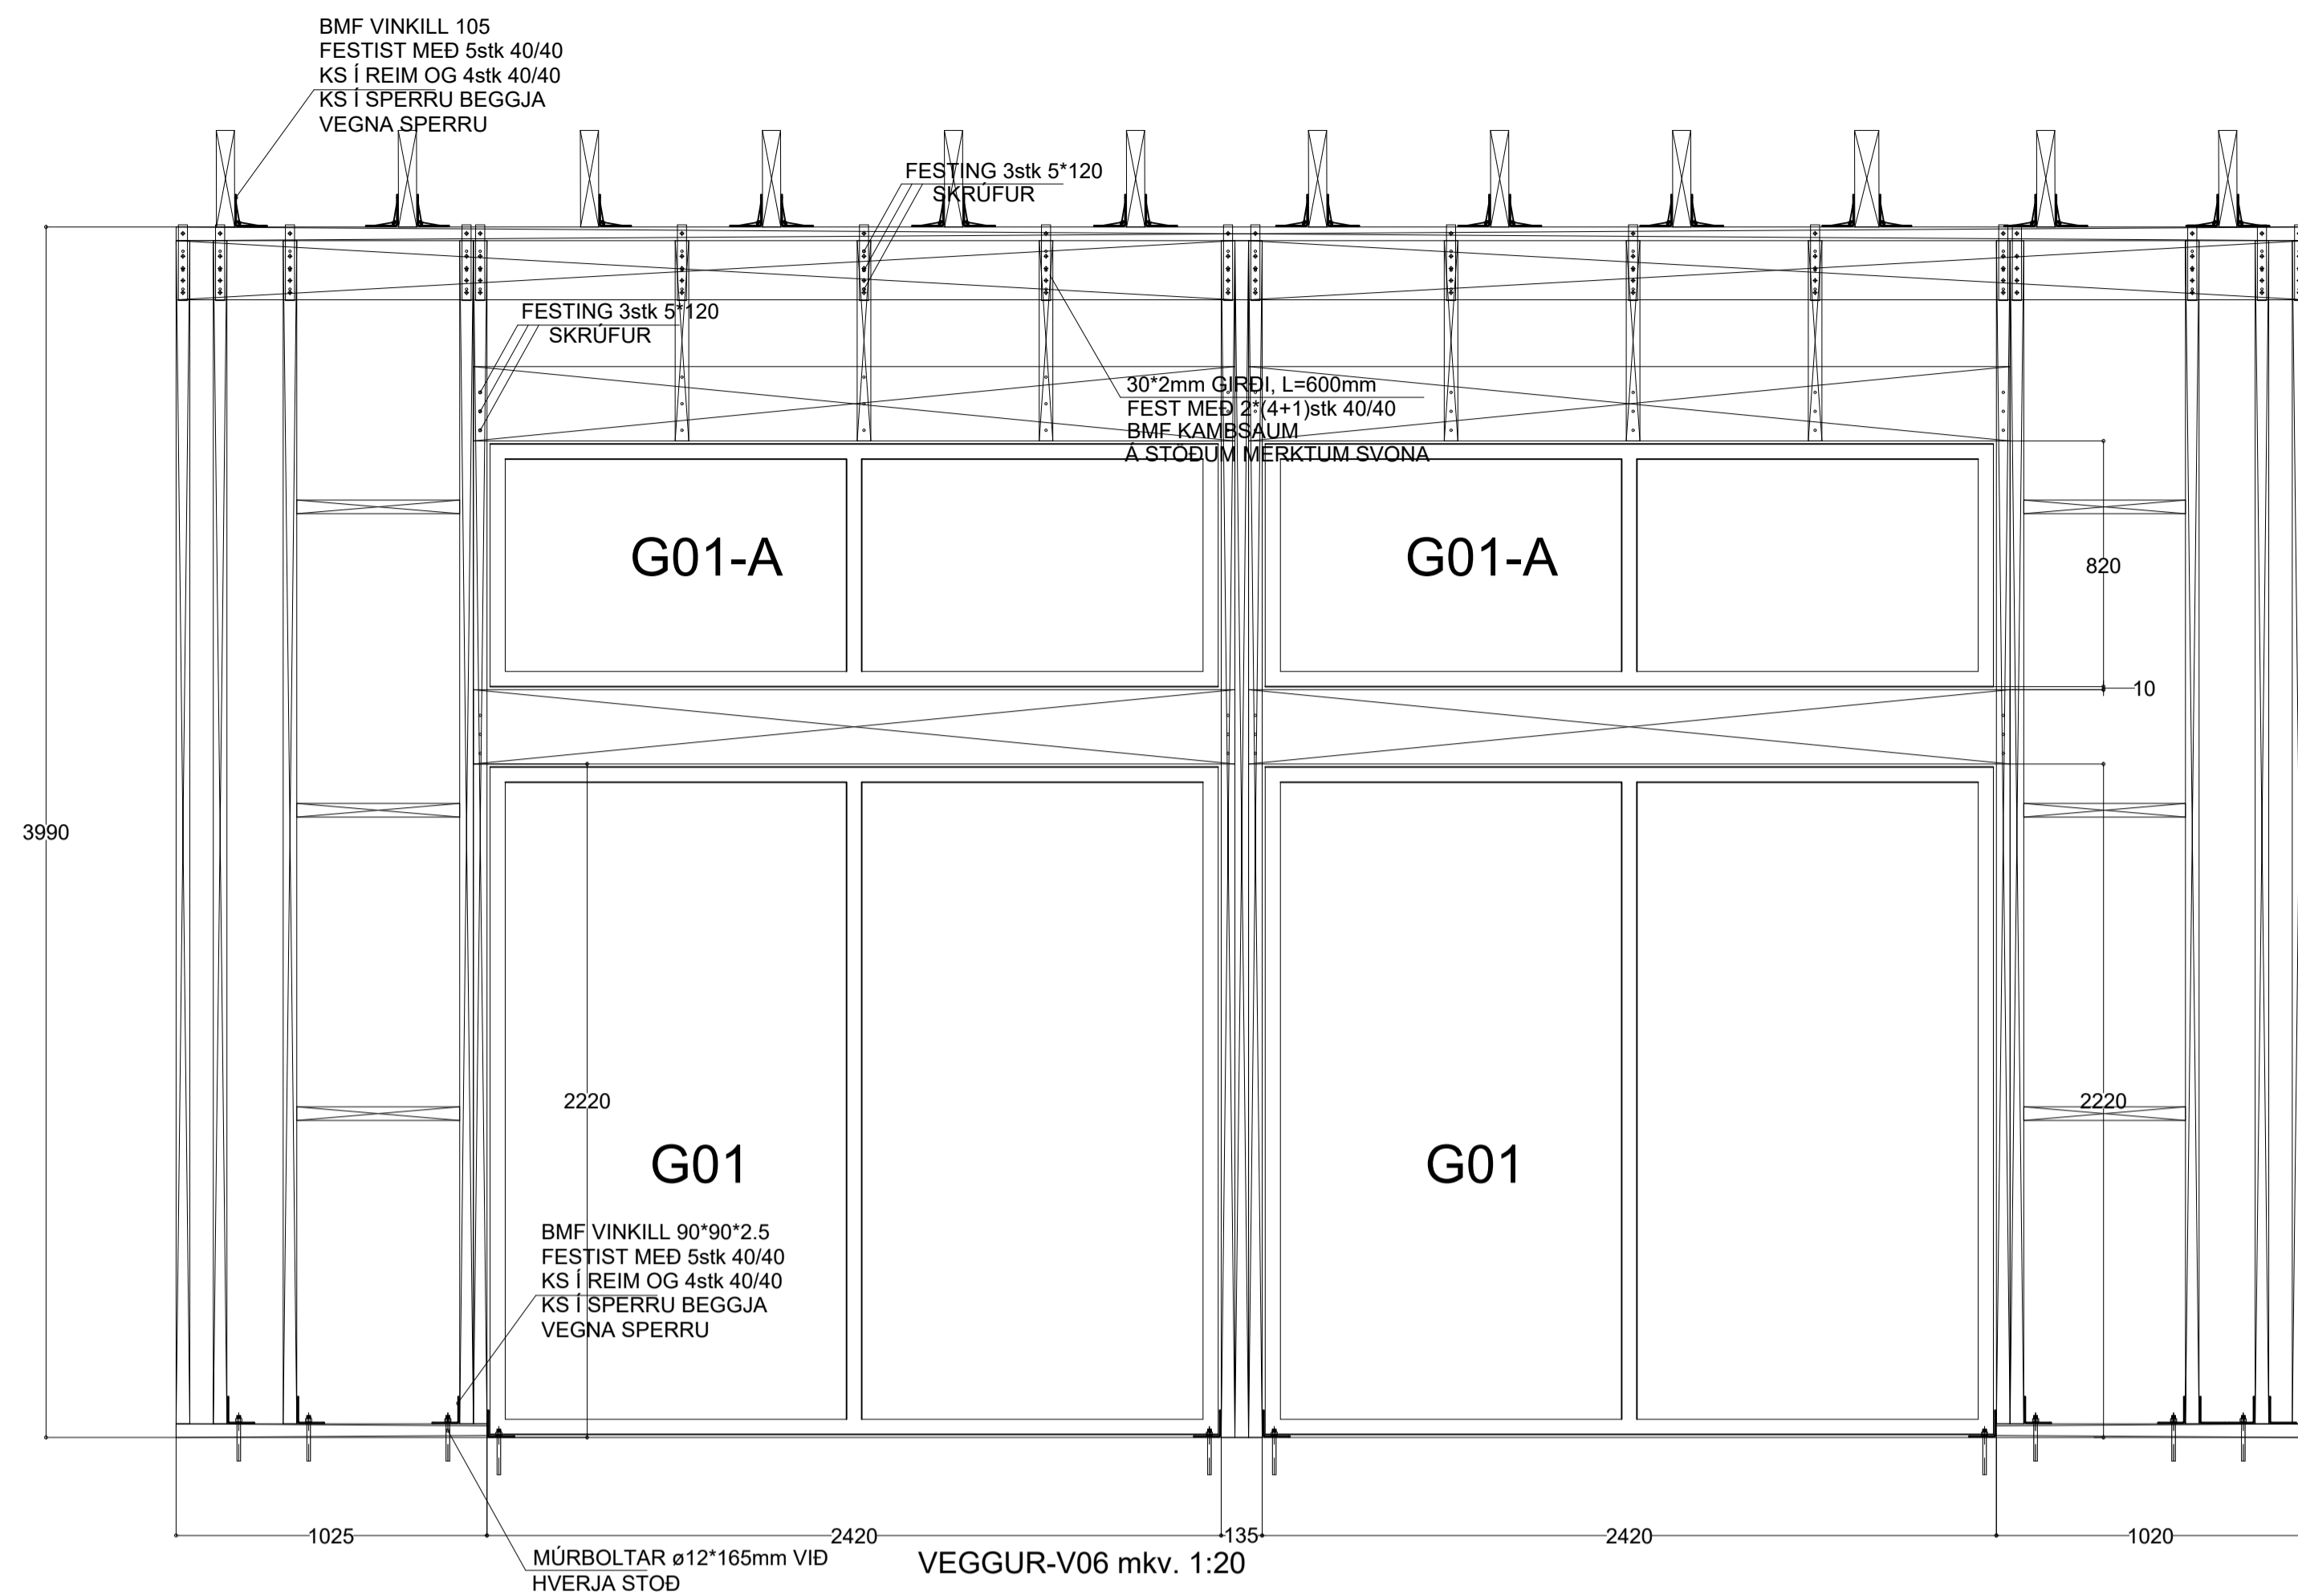 BMF VINKILL 105
FESTIST MEÐ 5stk 40/40
KS Í REIM OG 4stk 40/40
KS Í SPERRU BEGGJA
VEGNA SPERRU
FESTING 3stk 5*120
SKRÚFUR
FESTING 3stk 5*120
SKRÚFUR
30*2mm GIRÐI, L=600mm
FEST MEÐ 2*(4+1)stk 40/40
BMF KAMBSAUM
Á STÖÐUM MERKTUM SVONA
G01-A
G01-A
820
10
3990
2220
2220
G01
G01
BMF VINKILL 90*90*2.5
FESTIST MEÐ 5stk 40/40
KS Í REIM OG 4stk 40/40
KS Í SPERRU BEGGJA
VEGNA SPERRU
1025
2420
135
2420
1020
MÚRBOLTAR ø12*165mm VIÐ
HVERJA STOÐ
VEGGUR-V06 mkv. 1:20